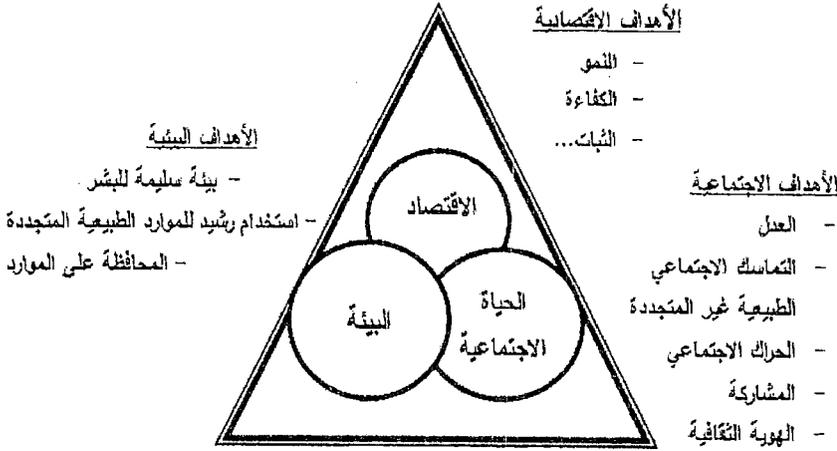 الأهداف الاقتصادية
- النمو
- الكفاءة
- الثبات...
الأهداف البيئية
- بيئة سليمة للبشر
- استخدام رشيد للموارد الطبيعية المتجددة
- المحافظة على الموارد
الأهداف الاجتماعية
- العدل
- التماسك الاجتماعي
الطبيعية غير المتجددة
- الحراك الاجتماعي
- المشاركة
- الهوية الثقافية
الاقتصاد
الحياة
الاجتماعية
البيئة